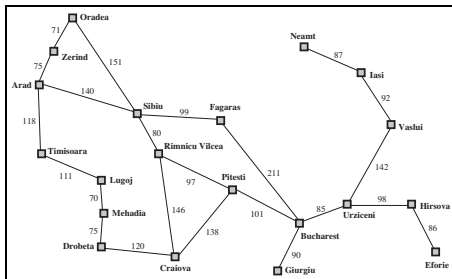 Oradea
71
Neamt
87
Zerind
151
Iasi
75
Arad
140
92
Sibiu
99
Fagaras
118
Vaslui
80
Rimnicu Vilcea
Timisoara
142
111
Pitesti
211
Lugoj
97
70
85
98
Hirsova
146
101
Urziceni
Mehadia
138
86
75
Bucharest
Drobeta
120
90
Craiova
Eforie
Giurgiu